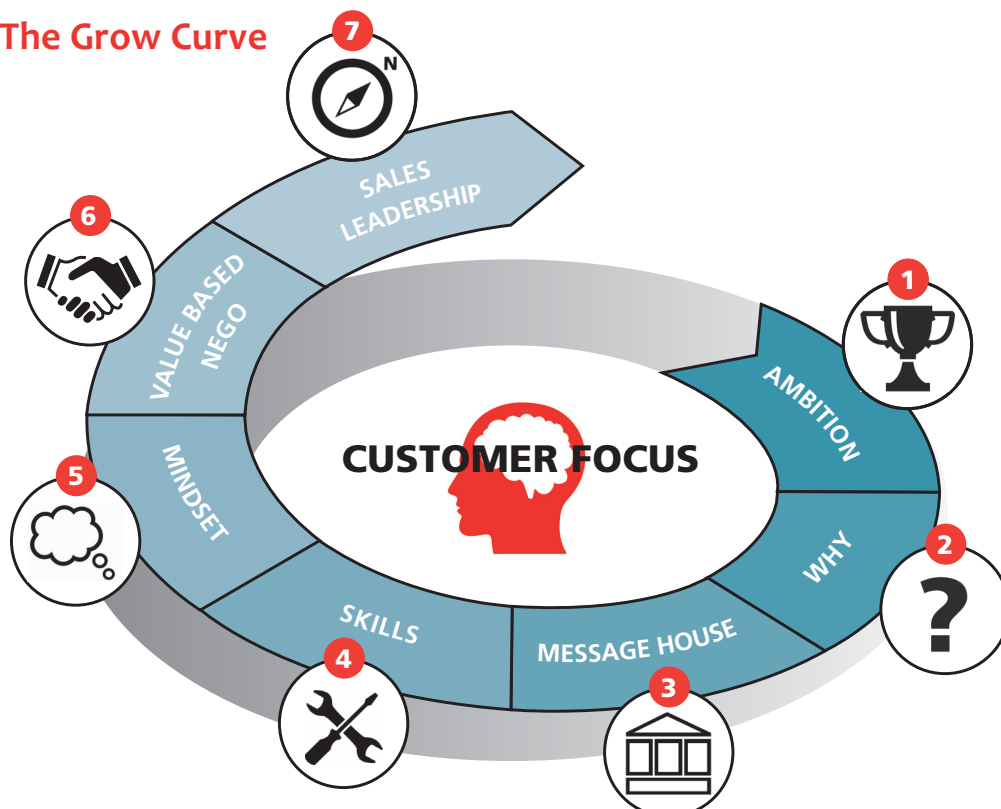 The Grow Curve
7
N
SALES
LEADERSHIP
6
VALUE BASED
NEGO
1
AMBITION
CUSTOMER FOCUS
5
MINDSET
2
WHY
?
SKILLS
4
MESSAGE HOUSE
3